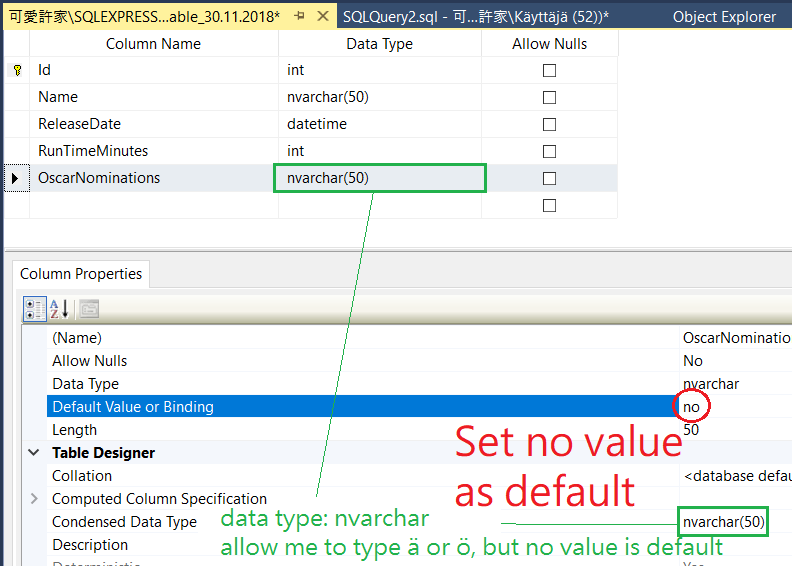 可愛許家\SQLEXPRESS...able_30.11.2018*
SQLQuery2.sql - 可...許家\Käyttäjä (52))*
Object Explorer
Column Name Data Type Allow Nulls
Id int
Name nvarchar(50)
ReleaseDate datetime
RunTimeMinutes int
OscarNominations nvarchar(50)
Column Properties
(Name) OscarNominatio
Allow Nulls No
Data Type nvarchar
Default Value or Binding no
Length 50
Set no value
as default
Table Designer
Collation <database defau
Computed Column Specification
Condensed Data Type nvarchar(50)
data type: nvarchar
allow me to type ä or ö, but no value is default
Description